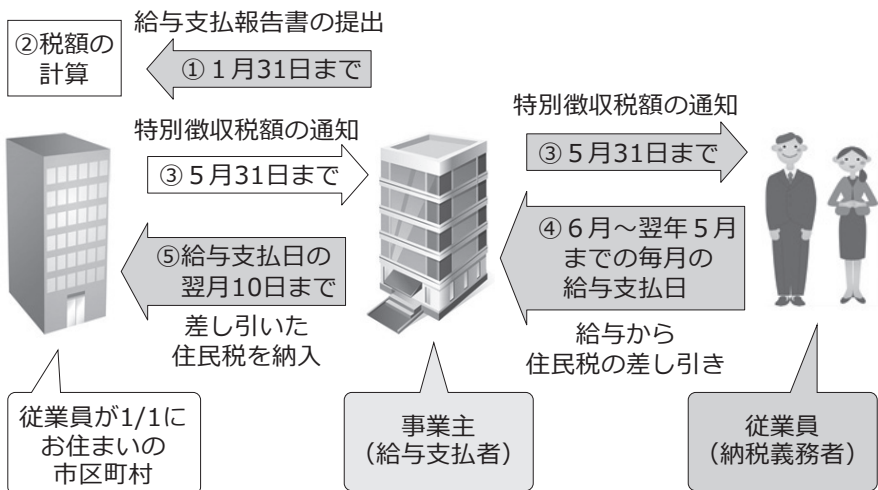 給与支払報告書の提出
②税額の
計算
①1月31日まで
特別徴収税額の通知
③5月31日まで
特別徴収税額の通知
③5月31日まで
④6月～翌年5月
までの毎月の
給与支払日
⑤給与支払日の
翌月10日まで
差し引いた
住民税を納入
給与から
住民税の差し引き
従業員が1/1に
お住まいの
市区町村
事業主
（給与支払者）
従業員
（納税義務者）